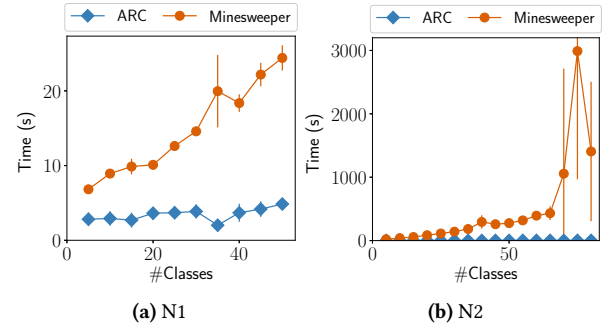 ARC Minesweeper
20
10
0
Time (s)
0 20 40
#Classes
(a) N1
ARC Minesweeper
3000
2000
1000
0
Time (s)
50
#Classes
(b) N2